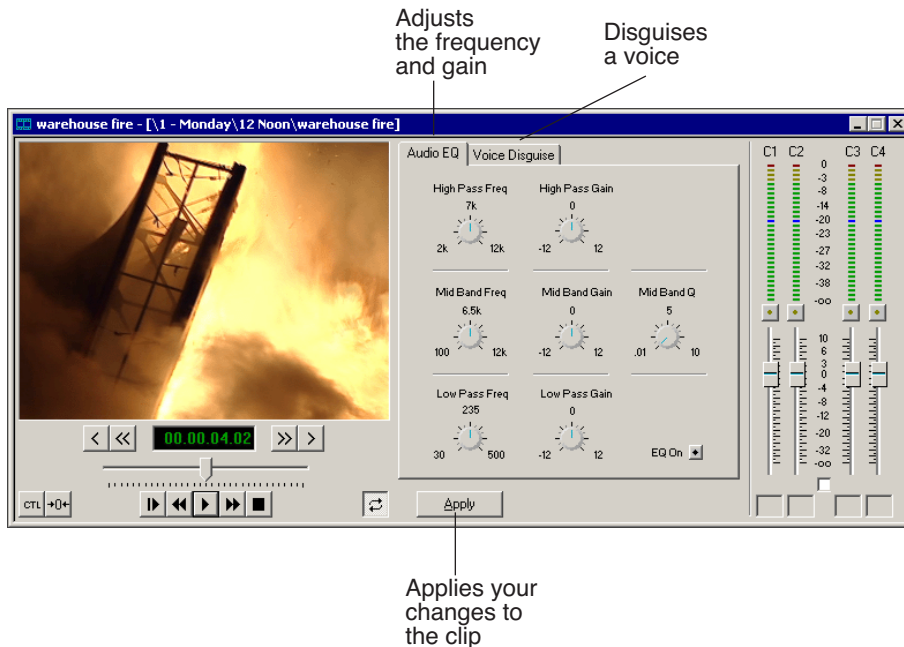 Adjusts
the frequency
and gain
Disguises
a voice
warehouse fire - [\1 - Monday\12 Noon\warehouse fire]
Audio EQ
Voice Disguise
High Pass Freq
7k
2k
12k
High Pass Gain
0
-12
12
Mid Band Freq
6.5k
100
12k
Mid Band Gain
0
-12
12
Mid Band Q
5
.01
10
Low Pass Freq
235
30
500
Low Pass Gain
0
-12
12
EQ On
C1 C2 C3 C4
0
-3
-8
-14
-20
-23
-27
-32
-38
-oo
10
6
3
0
-4
-8
-12
-20
-32
-oo
< << 00.00.04.02 >> >
CTL →0←
Apply
Applies your
changes to
the clip